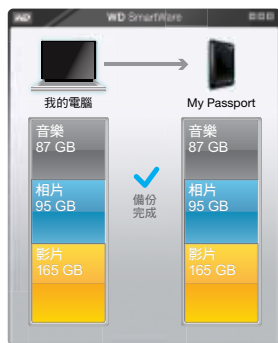 WD
WD SmartWare
我的電腦
My Passport
音樂
87 GB
相片
95 GB
影片
165 GB
備份
完成
音樂
87 GB
相片
95 GB
影片
165 GB